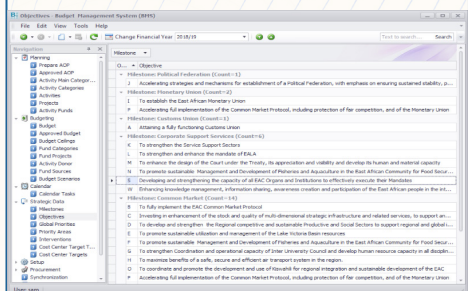 Objectives - Budget Management System (BMS)
File Edit View Tools Help
Change Financial Year 2018/19
Text to search... Search
Navigation
Milestone
Planning
Prepare AOP
Approved AOP
Activity Main Categor...
Activity Categories
Activities
Projects
Activity Funds
Budgeting
Budget
Approved Budget
Budget Ceilings
Fund Categories
Fund Projects
Activity Donor
Fund Sources
Budget Scenarios
Calendar
Calendar Tasks
Strategic Data
Milestones
Objectives
Global Priorities
Priority Areas
Interventions
Cost Center Target T...
Cost Center Targets
Setup
Procurement
Synchronization
O... Objective
Milestone: Political Federation (Count=1)
J Accelerating strategies and mechanisms for establishment of a Political Federation, with emphasis on ensuring sustained stability, p...
Milestone: Monetary Union (Count=2)
I To establish the East African Monetary Union
P Accelerating full implementation of the Common Market Protocol, including protection of fair competition, and of the Monetary Union
Milestone: Customs Union (Count=1)
A Attaining a fully functioning Customs Union
Milestone: Corporate Support Services (Count=6)
K To strengthen the Service Support Sectors
L To strengthen and enhance the mandate of EALA
M To enhance the design of the Court under the Treaty, its appreciation and visibility and develop its human and material capacity
N To promote sustainable Management and Development of Fisheries and Aquaculture in the East African Community for Food Secur...
S Developing and strengthening the capacity of all EAC Organs and Institutions to effectively execute their Mandates
W Enhancing knowledge management, information sharing, awareness creation and participation of the East African people in the int...
Milestone: Common Market (Count=14)
B To fully implement the EAC Common Market Protocol
C Investing in enhancement of the stock and quality of multi-dimensional strategic infrastructure and related services, to support an...
D To develop and strengthen the Regional competitive and sustainable Productive and Social Sectors to support regional and global i...
E To promote sustainable utilization and management of the Lake Victoria Basin resources
F To promote sustainable Management and Development of Fisheries and Aquaculture in the East African Community for Food Secur...
G To strengthen Coordination and operational capacity of Inter University Council and develop human resource capacity in all disciplin...
H To maximize benefits of a safe, secure and efficient air transport system in the region.
O To coordinate and promote the development and use of Kiswahili for regional integration and sustainable development of the EAC
P Accelerating full implementation of the Common Market Protocol, including protection of fair competition, and of the Monetary Union